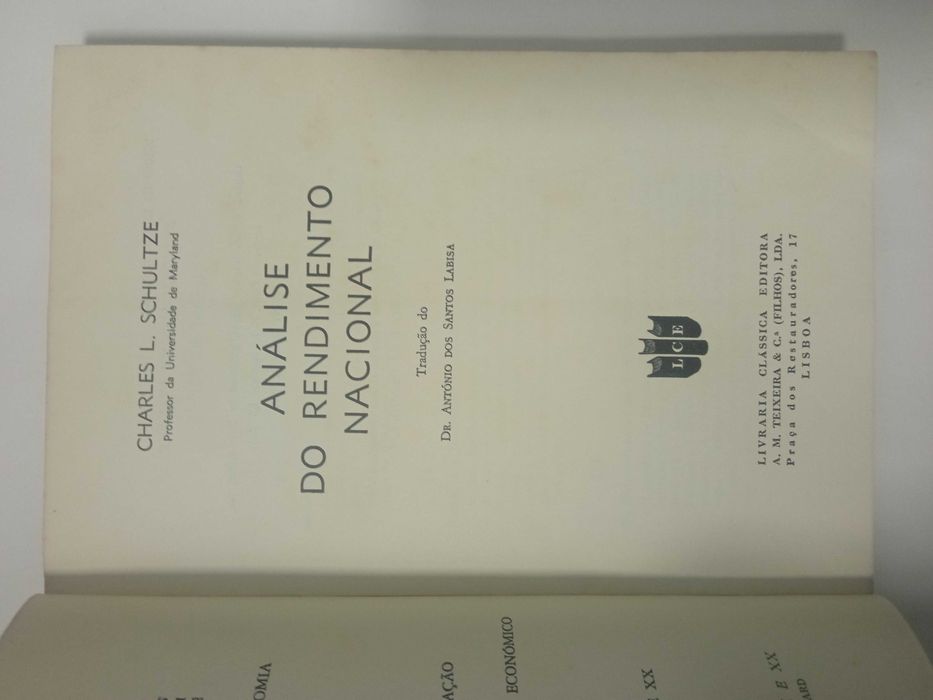 CHARLES L. SCHULTZE
Professor da Universidade de Maryland
ANÁLISE
DO RENDIMENTO
NACIONAL
Tradução do
DR. ANTÓNIO DOS SANTOS LABISA
LCE
LIVRARIA CLÁSSICA EDITORA
A. M. TEIXEIRA & C.ª (FILHOS), LDA.
Praça dos Restauradores, 17
LISBOA
OMIA
AÇÃO
ECONÓMICO
XX
E XX
ARD